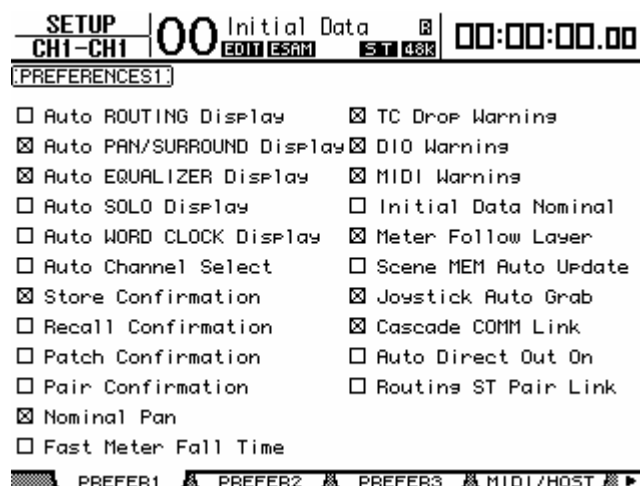 SETUP
CH1-CH1
00 Initial Data R
EDIT ESAM ST 48K
00:00:00.00
PREFERENCES1
Auto ROUTING Display
Auto PAN/SURROUND Display
Auto EQUALIZER Display
Auto SOLO Display
Auto WORD CLOCK Display
Auto Channel Select
Store Confirmation
Recall Confirmation
Patch Confirmation
Pair Confirmation
Nominal Pan
Fast Meter Fall Time
TC Drop Warning
DIO Warning
MIDI Warning
Initial Data Nominal
Meter Follow Layer
Scene MEM Auto Update
Joystick Auto Grab
Cascade COMM Link
Auto Direct Out On
Routing ST Pair Link
PREFER1 PREFER2 PREFER3 MIDI/HOST